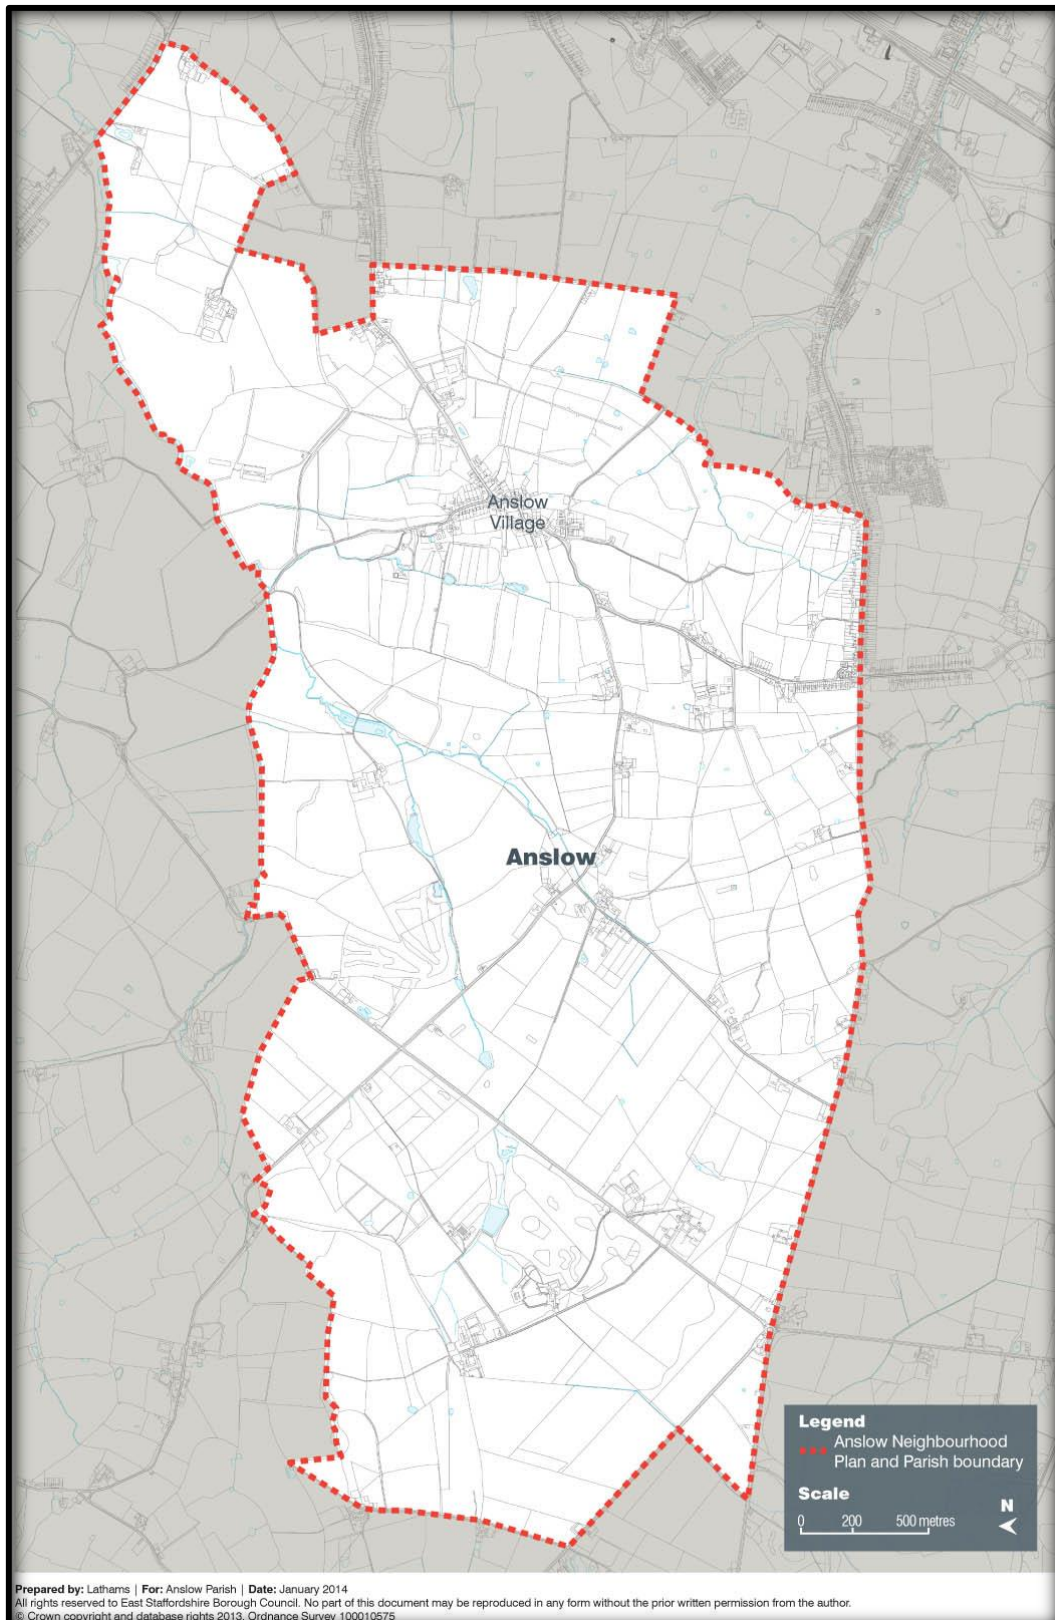 Anslow
Village
Anslow
Legend
Anslow Neighbourhood
Plan and Parish boundary
Scale
N
0 200 500 metres
Prepared by: Lathams | For: Anslow Parish | Date: January 2014
All rights reserved to East Staffordshire Borough Council. No part of this document may be reproduced in any form without the prior written permission from the author.
© Crown copyright and database rights 2013. Ordnance Survey 100010575